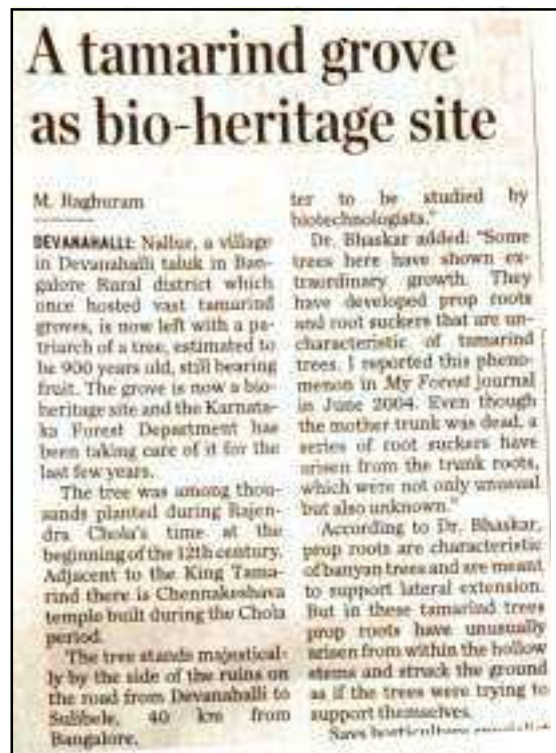 A tamarind grove
as bio-heritage site
M. Raghuram
DEVANAHALLI: Nallur, a village
in Devanahalli taluk in Ban-
galore Rural district which
once hosted vast tamarind
groves, is now left with a pa-
triarch of a tree, estimated to
be 900 years old, still bearing
fruit. The grove is now a bio-
heritage site and the Karnata-
ka Forest Department has
been taking care of it for the
last few years.
The tree was among thou-
sands planted during Rajen-
dra Chola's time at the
beginning of the 12th century.
Adjacent to the King Tama-
rind there is Chennakeshava
temple built during the Chola
period.
The tree stands majestical-
ly by the side of the ruins on
the road from Devanahalli to
Sulibele, 40 km from
Bangalore.
ter to be studied by
biotechnologists."
Dr. Bhaskar added: "Some
trees here have shown ex-
traordinary growth. They
have developed prop roots
and root suckers that are un-
characteristic of tamarind
trees. I reported this pheno-
menon in My Forest journal
in June 2004. Even though
the mother trunk was dead, a
series of root suckers have
arisen from the trunk roots,
which were not only unusual
but also unknown."
According to Dr. Bhaskar,
prop roots are characteristic
of banyan trees and are meant
to support lateral extension.
But in these tamarind trees
prop roots have unusually
arisen from within the hollow
stems and struck the ground
as if the trees were trying to
support themselves.
Says horticulture specialist